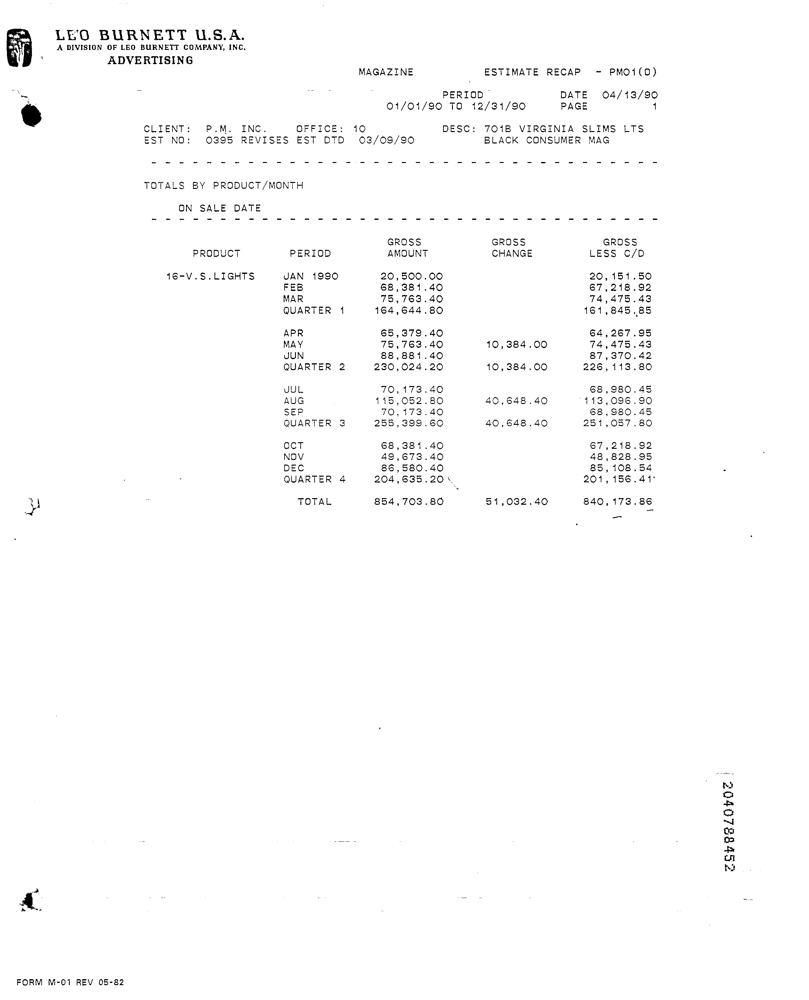 LEO BURNETT U.S.A.
A DIVISION OF LEO BURNETT COMPANY, INC.
ADVERTISING
MAGAZINE ESTIMATE RECAP - PM01(D)
PERIOD DATE 04/13/90
01/01/90 TO 12/31/90 PAGE 1
CLIENT: P.M. INC. OFFICE: 10 DESC: 701B VIRGINIA SLIMS LTS
EST NO: 0395 REVISES EST DTD 03/09/90 BLACK CONSUMER MAG
TOTALS BY PRODUCT/MONTH
ON SALE DATE
GROSS GROSS GROSS
PRODUCT PERIOD AMOUNT CHANGE LESS C/D
16-V.S.LIGHTS JAN 1990 20,500.00 20,151.50
FEB 68,381.40 67,218.92
MAR 75,763.40 74,475.43
QUARTER 1 164,644.80 161,845.85
APR 65,379.40 64,267.95
MAY 75,763.40 10,384.00 74,475.43
JUN 88,881.40 87,370.42
QUARTER 2 230,024.20 10,384.00 226,113.80
JUL 70,173.40 68,980.45
AUG 115,052.80 40,648.40 113,096.90
SEP 70,173.40 68,980.45
QUARTER 3 255,399.60 40,648.40 251,057.80
OCT 68,381.40 67,218.92
NOV 49,673.40 48,828.95
DEC 86,580.40 85,108.54
QUARTER 4 204,635.20 201,156.41
TOTAL 854,703.80 51,032.40 840,173.86
2040788452
FORM M-01 REV 05-82